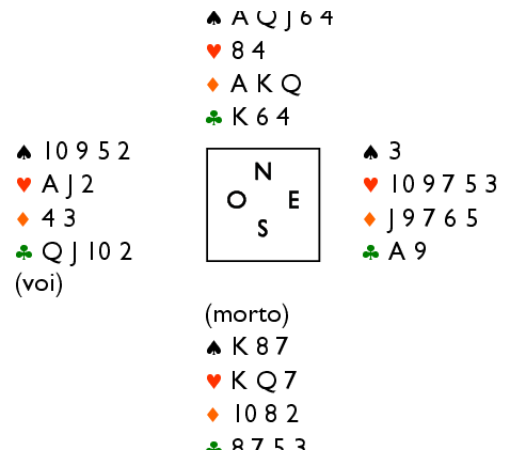 ♠ A Q J 6 4
♥ 8 4
♦ A K Q
♣ K 6 4
♠ 10 9 5 2
♥ A J 2
♦ 4 3
♣ Q J 10 2
(voi)
N
O E
S
♠ 3
♥ 10 9 7 5 3
♦ J 9 7 6 5
♣ A 9
(morto)
♠ K 8 7
♥ K Q 7
♦ 10 8 2
♣ 8 7 5 3